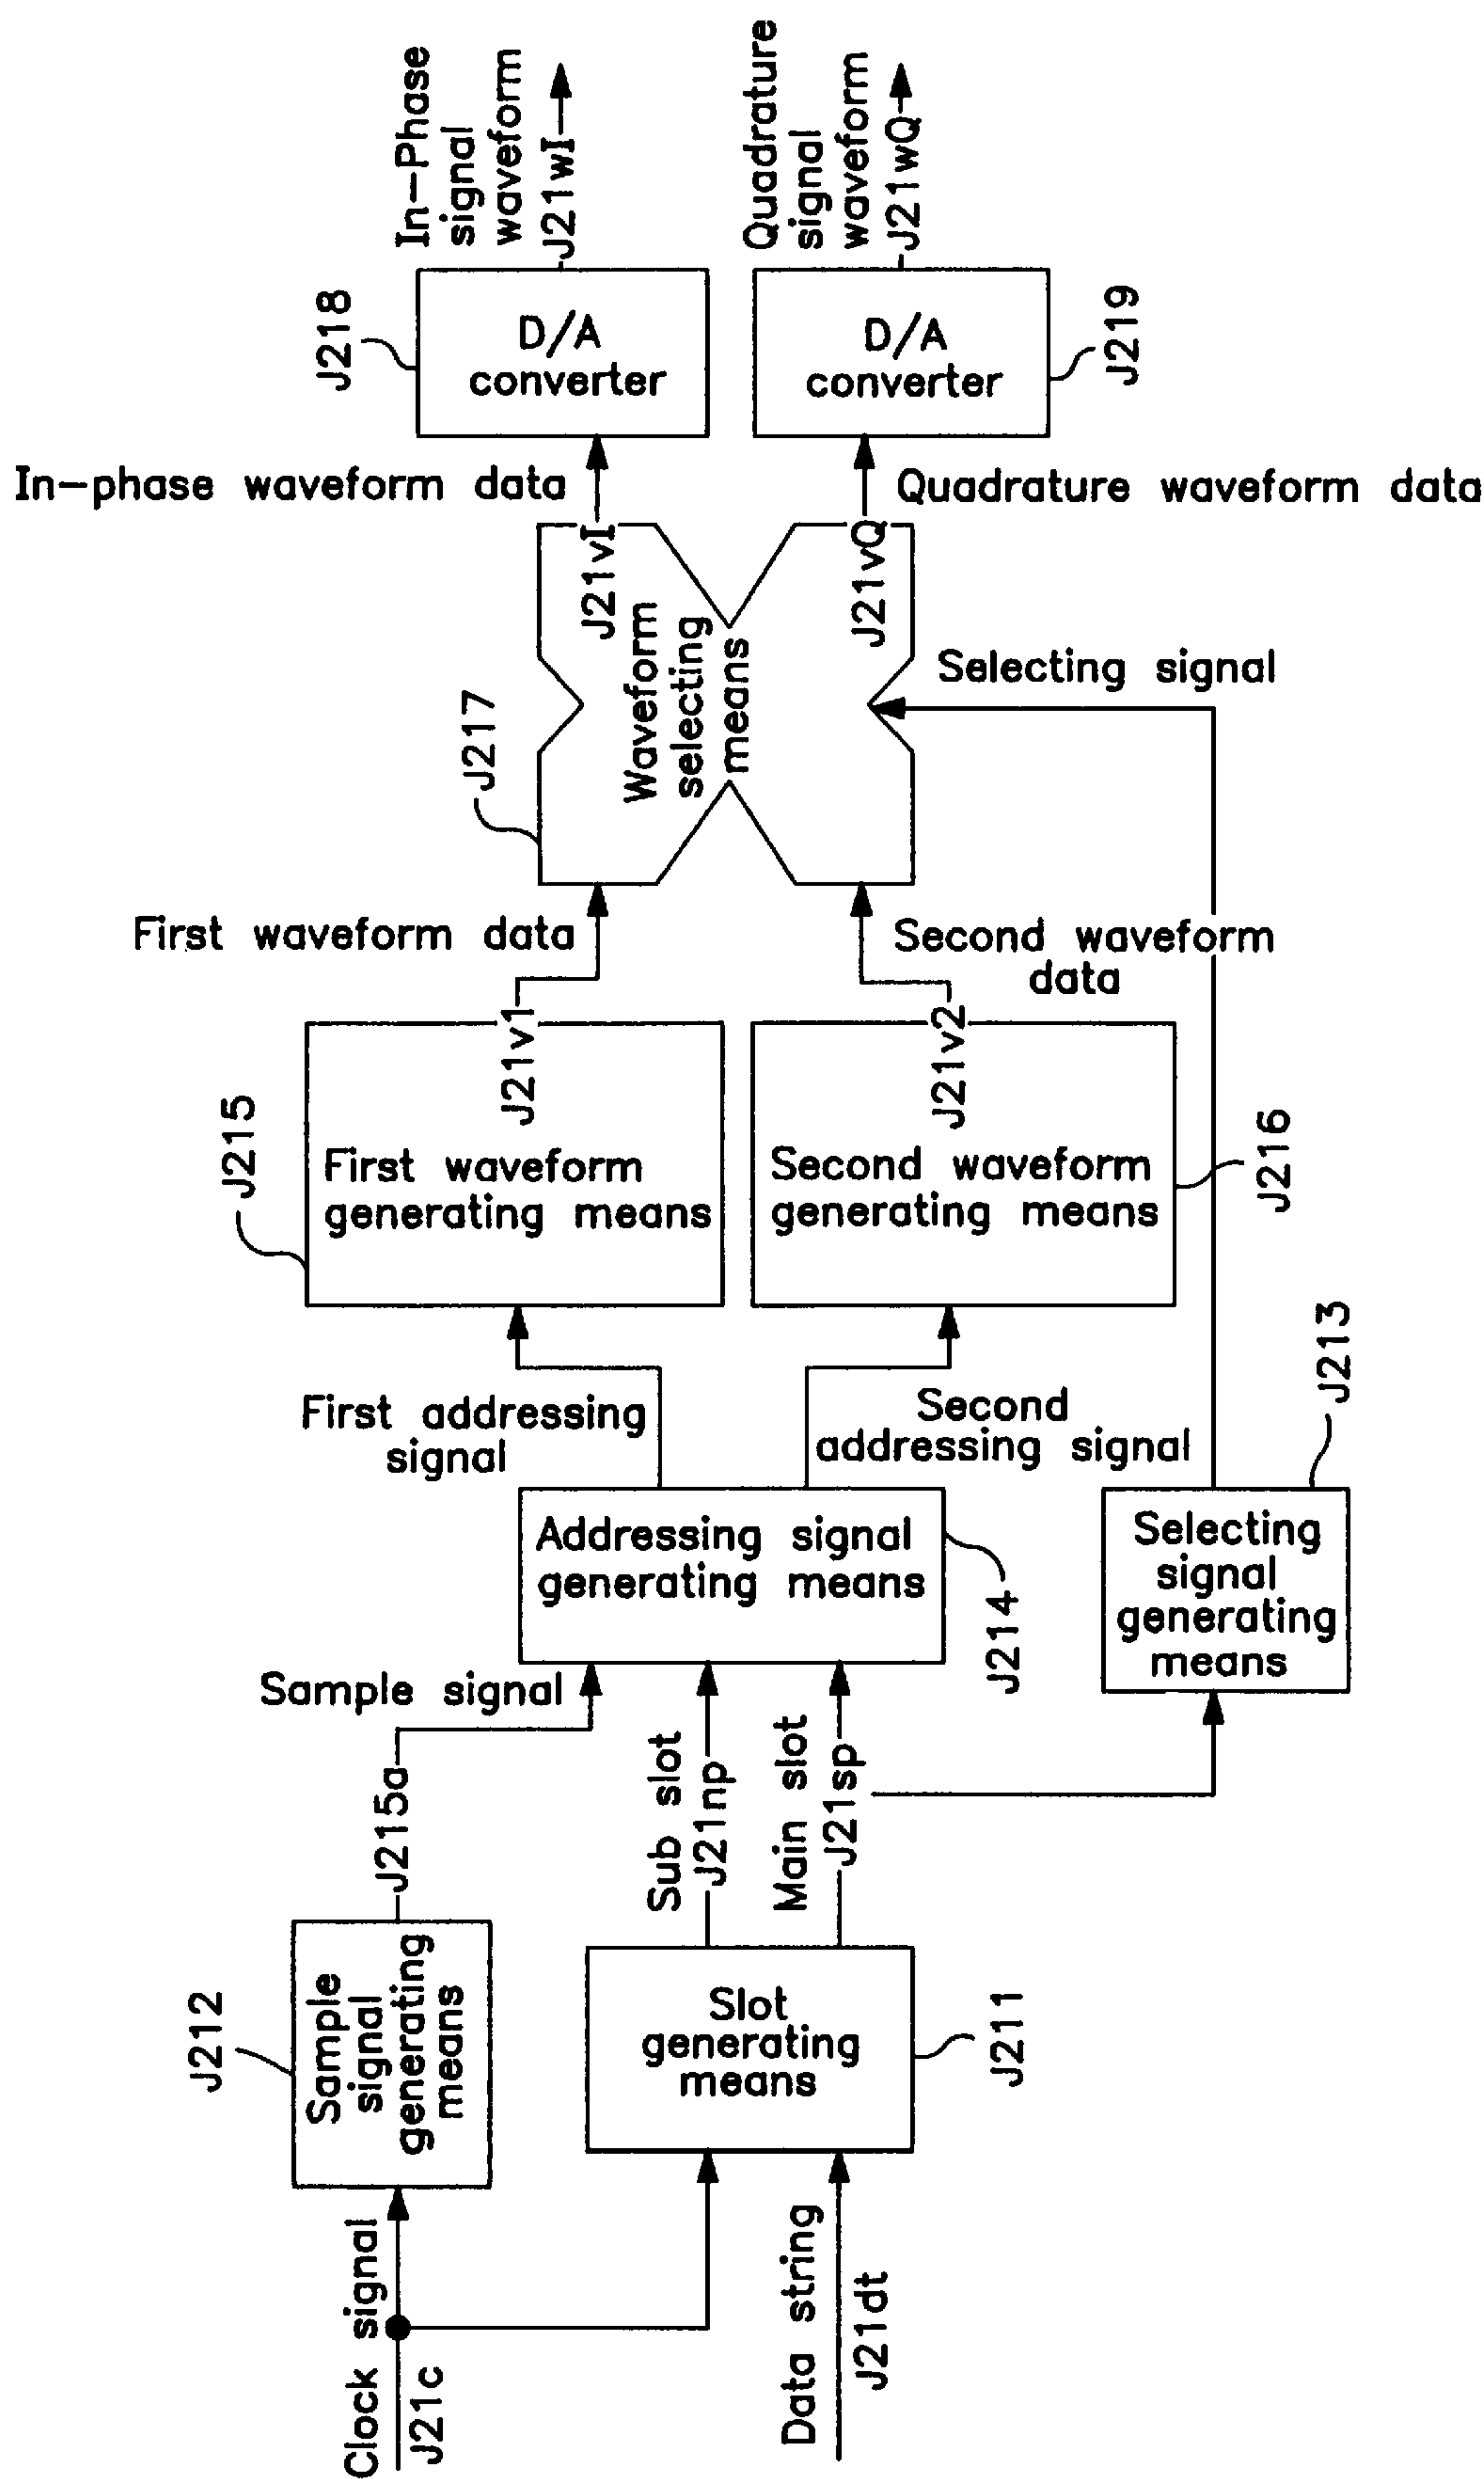 In-Phase
signal
waveform
J21wI
Quadrature
signal
waveform
J21wQ
J218
D/A
converter
D/A
converter
J219
In-phase waveform data
Quadrature waveform data
J21vI
J21vQ
Waveform
selecting
means
Selecting signal
J217
First waveform data
Second waveform
data
J21v1
J21v2
J215
First waveform
generating means
Second waveform
generating means
J216
First addressing
signal
Second
addressing signal
J213
Addressing signal
generating means
J214
Selecting
signal
generating
means
Sample signal
J215a
Sub slot
J21np
Main slot
J21sp
J212
Sample
signal
generating
means
Slot
generating
means
J211
Clock signal
J21c
Data string
J21dt